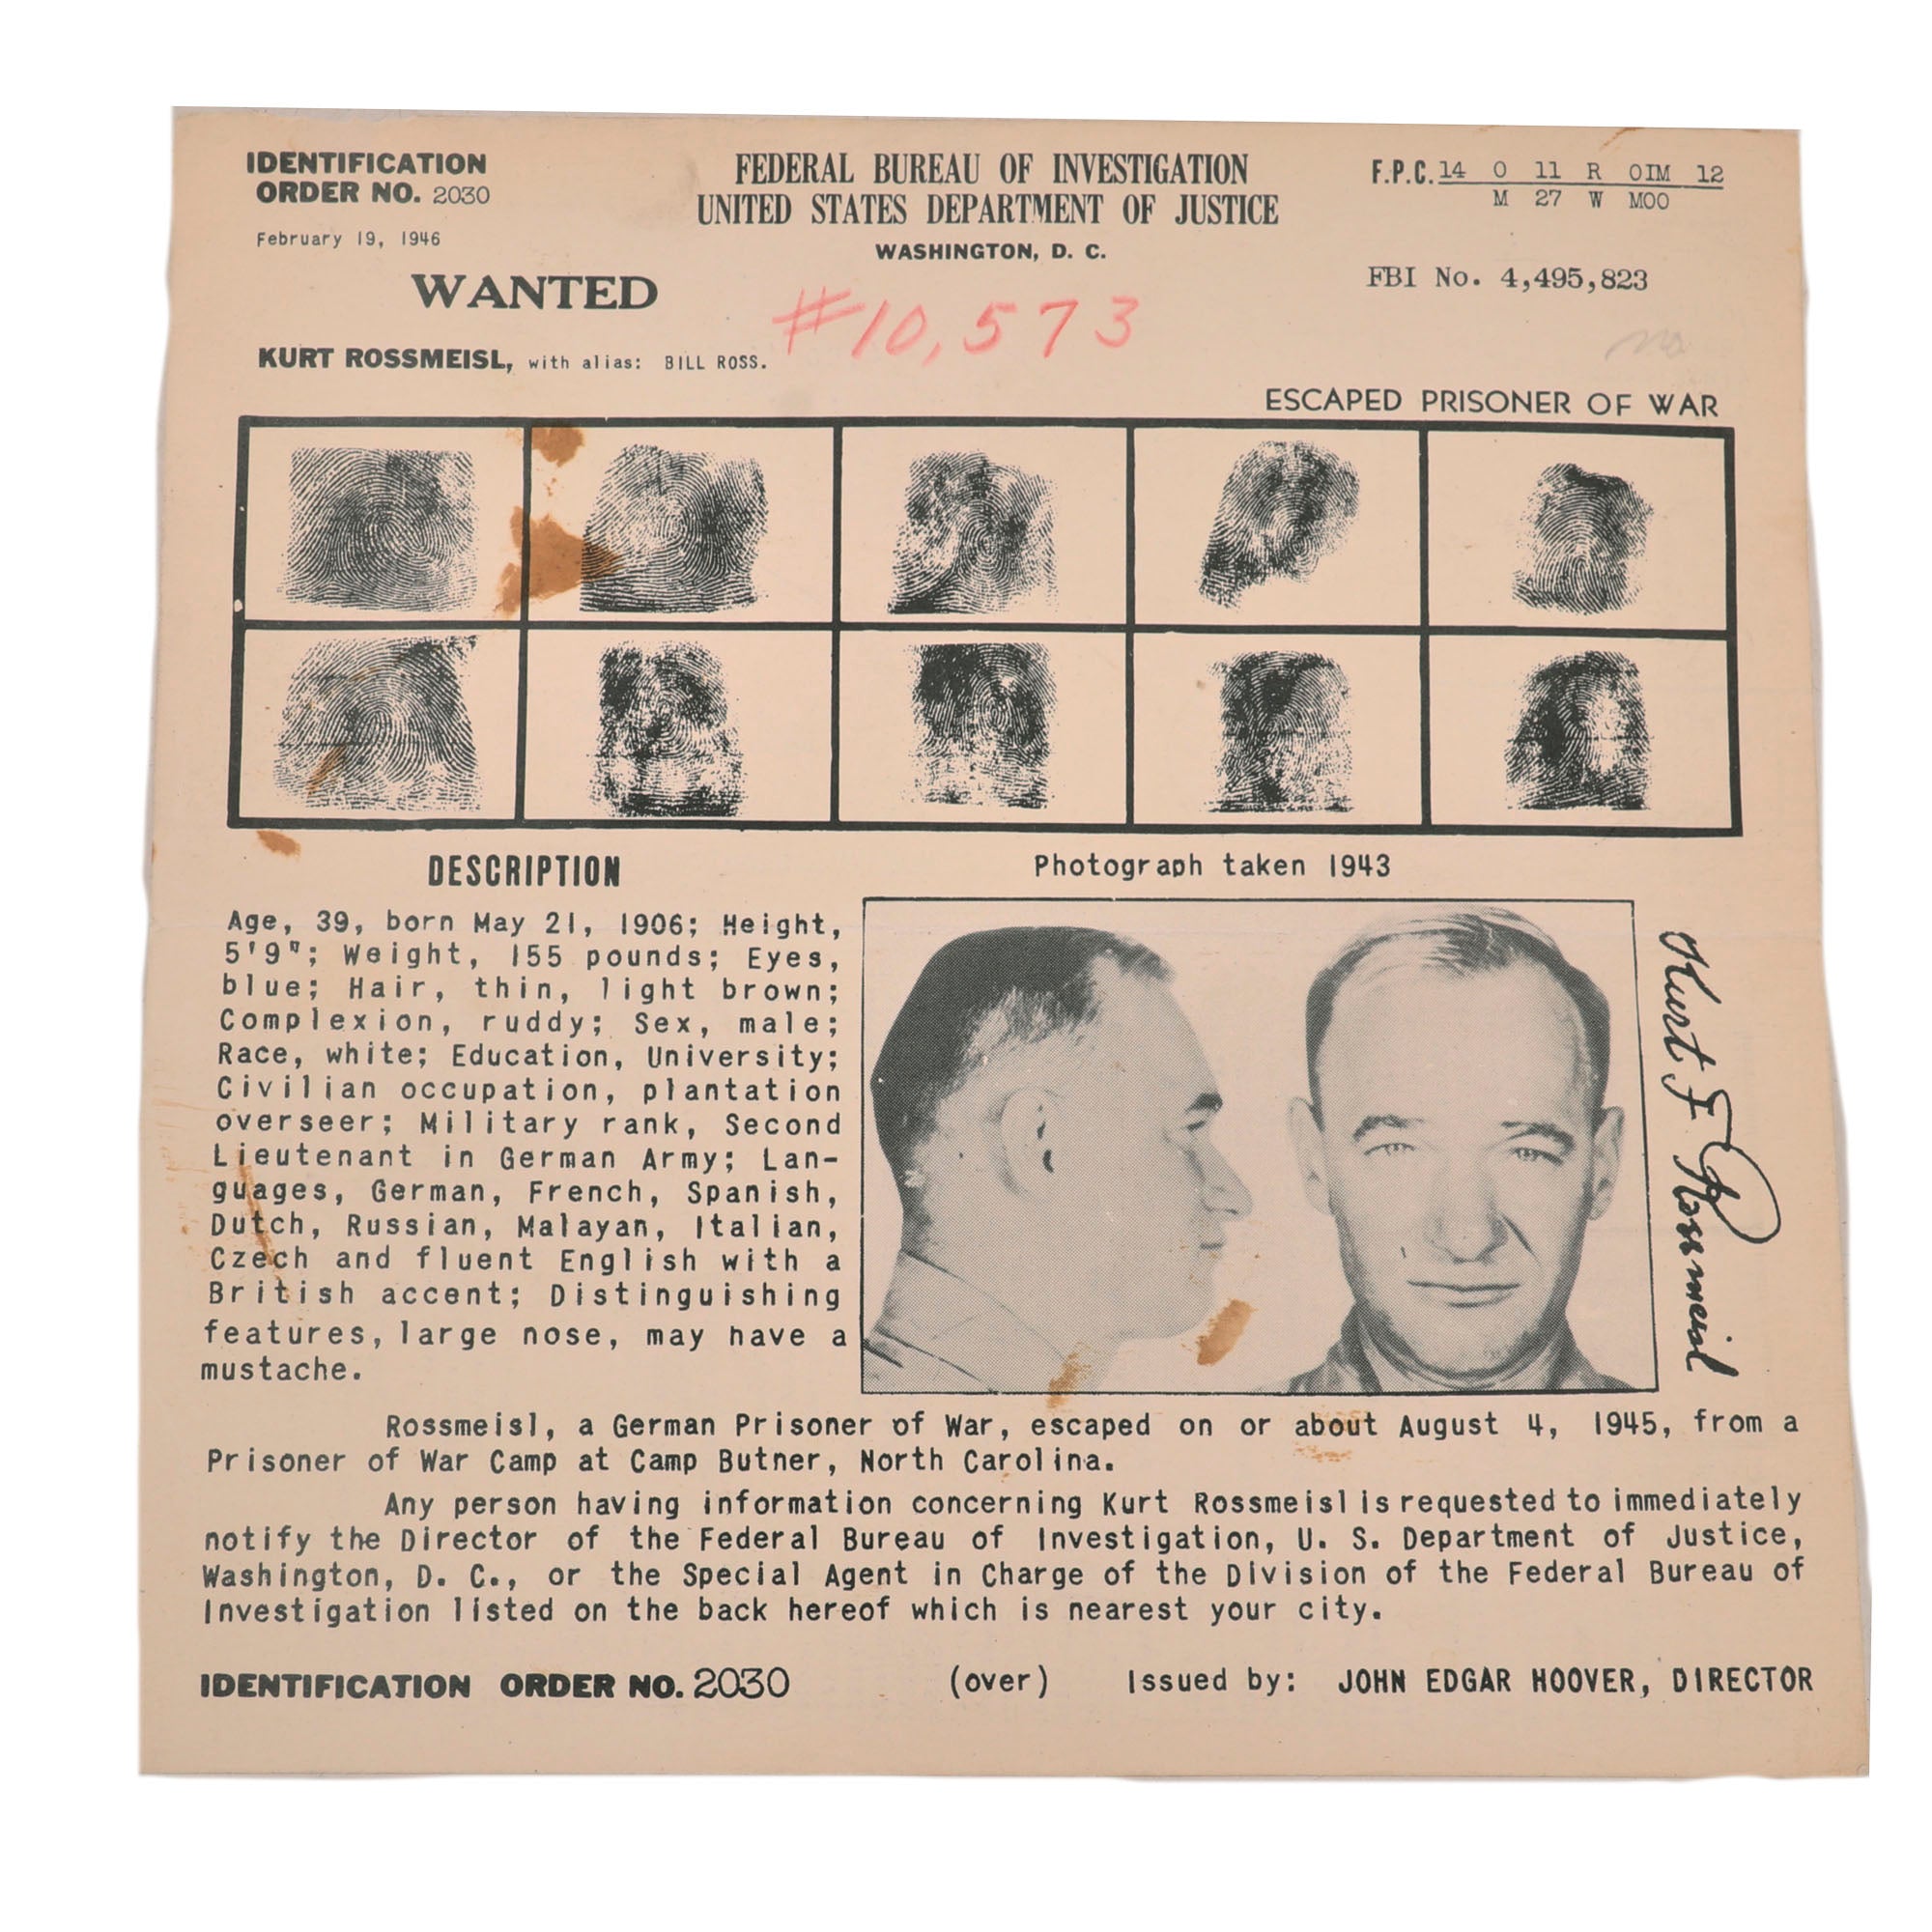 IDENTIFICATION
ORDER NO. 2030
February 19, 1946
FEDERAL BUREAU OF INVESTIGATION
UNITED STATES DEPARTMENT OF JUSTICE
WASHINGTON, D. C.
F.P.C. 14 O 11 R OIM 12
M 27 W MOO
FBI No. 4,495,823
WANTED
#10,573
KURT ROSSMEISL, with alias: BILL ROSS.
ESCAPED PRISONER OF WAR
DESCRIPTION
Age, 39, born May 21, 1906; Height,
5'9"; Weight, 155 pounds; Eyes,
blue; Hair, thin, light brown;
Complexion, ruddy; Sex, male;
Race, white; Education, University;
Civilian occupation, plantation
overseer; Military rank, Second
Lieutenant in German Army; Lan-
guages, German, French, Spanish,
Dutch, Russian, Malayan, Italian,
Czech and fluent English with a
British accent; Distinguishing
features, large nose, may have a
mustache.
Photograph taken 1943
Kurt F Rossmeisl
Rossmeisl, a German Prisoner of War, escaped on or about August 4, 1945, from a
Prisoner of War Camp at Camp Butner, North Carolina.
Any person having information concerning Kurt Rossmeisl is requested to immediately
notify the Director of the Federal Bureau of Investigation, U. S. Department of Justice,
Washington, D. C., or the Special Agent in Charge of the Division of the Federal Bureau of
Investigation listed on the back hereof which is nearest your city.
IDENTIFICATION ORDER NO. 2030 (over) Issued by: JOHN EDGAR HOOVER, DIRECTOR